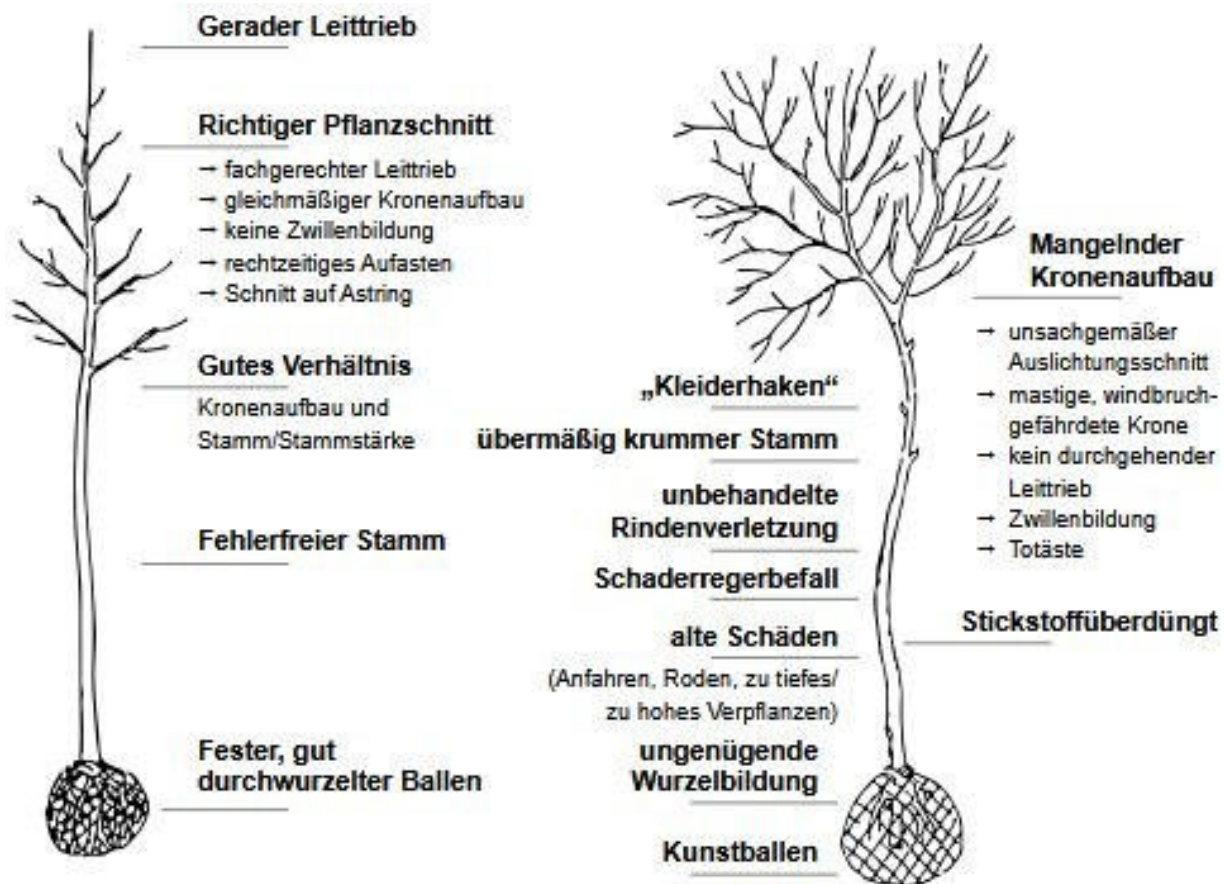 Gerader Leittrieb
Richtiger Pflanzschnitt
→ fachgerechter Leittrieb
→ gleichmäßiger Kronenaufbau
→ keine Zwillenbildung
→ rechtzeitiges Aufasten
→ Schnitt auf Astring
Gutes Verhältnis
Kronenaufbau und
Stamm/Stammstärke
Fehlerfreier Stamm
Fester, gut
durchwurzelter Ballen
„Kleiderhaken“
übermäßig krummer Stamm
unbehandelte
Rindenverletzung
Schaderregerbefall
alte Schäden
(Anfahren, Roden, zu tiefes/
zu hohes Verpflanzen)
ungenügende
Wurzelbildung
Kunstballen
Mangelnder
Kronenaufbau
→ unsachgemäßer
Auslichtungsschnitt
→ mastige, windbruch-
gefährdete Krone
→ kein durchgehender
Leittrieb
→ Zwillenbildung
→ Totäste
Stickstoffüberdüngt